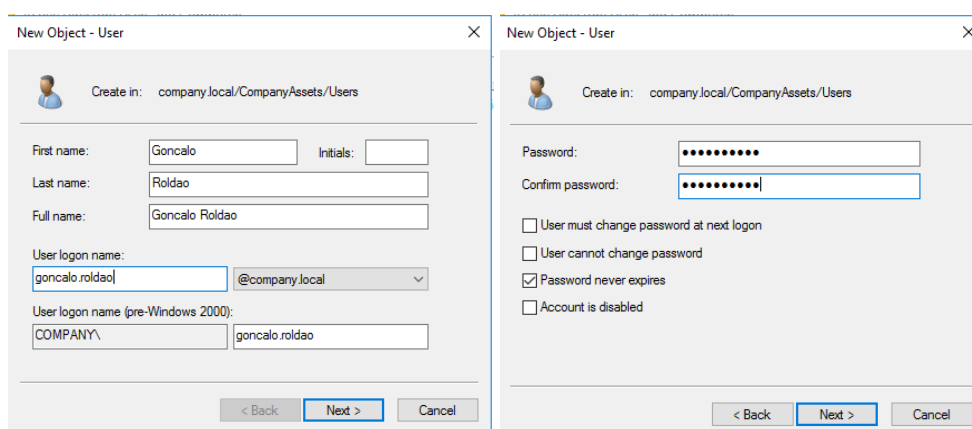 New Object - User
Create in: company.local/CompanyAssets/Users
First name: Goncalo Initials:
Last name: Roldao
Full name: Goncalo Roldao
User logon name:
goncalo.roldao @company.local
User logon name (pre-Windows 2000):
COMPANY\ goncalo.roldao
< Back Next > Cancel
New Object - User
Create in: company.local/CompanyAssets/Users
Password: ●●●●●●●●●●
Confirm password: ●●●●●●●●●●
User must change password at next logon
User cannot change password
Password never expires
Account is disabled
< Back Next > Cancel